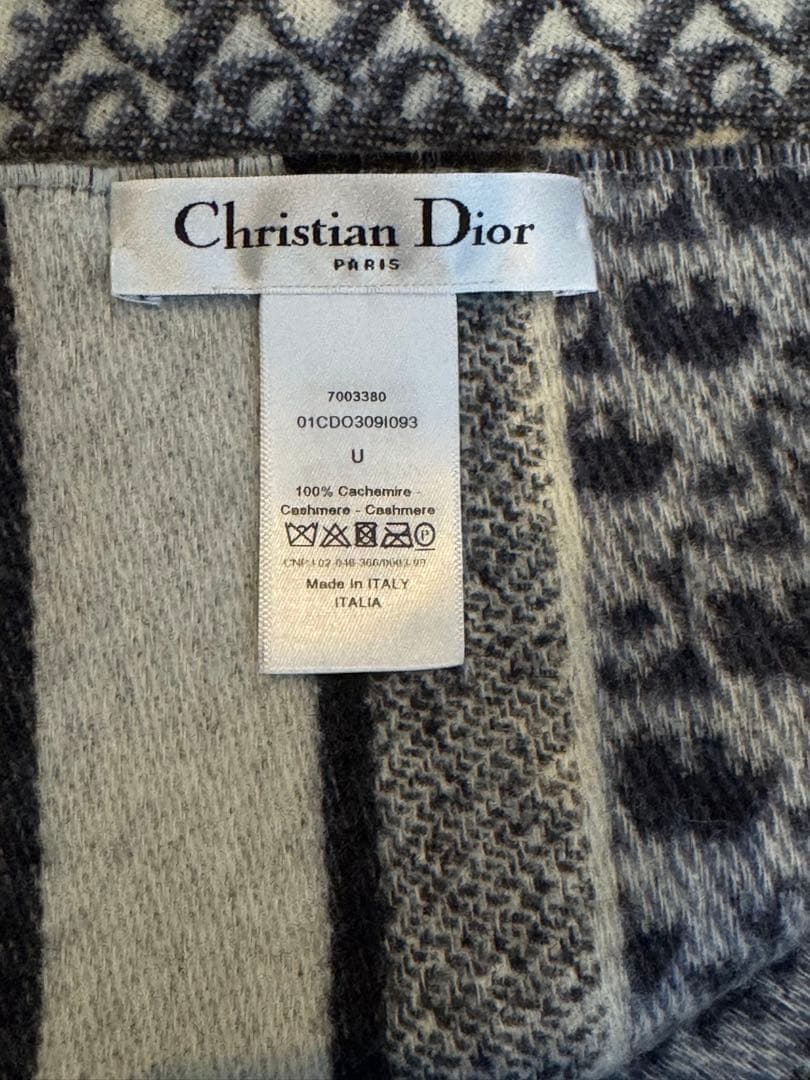 Christian Dior
PARIS
7003380
01CDO309I093
U
100% Cachemire -
Cashmere - Cashmere
P
Made in ITALY
ITALIA